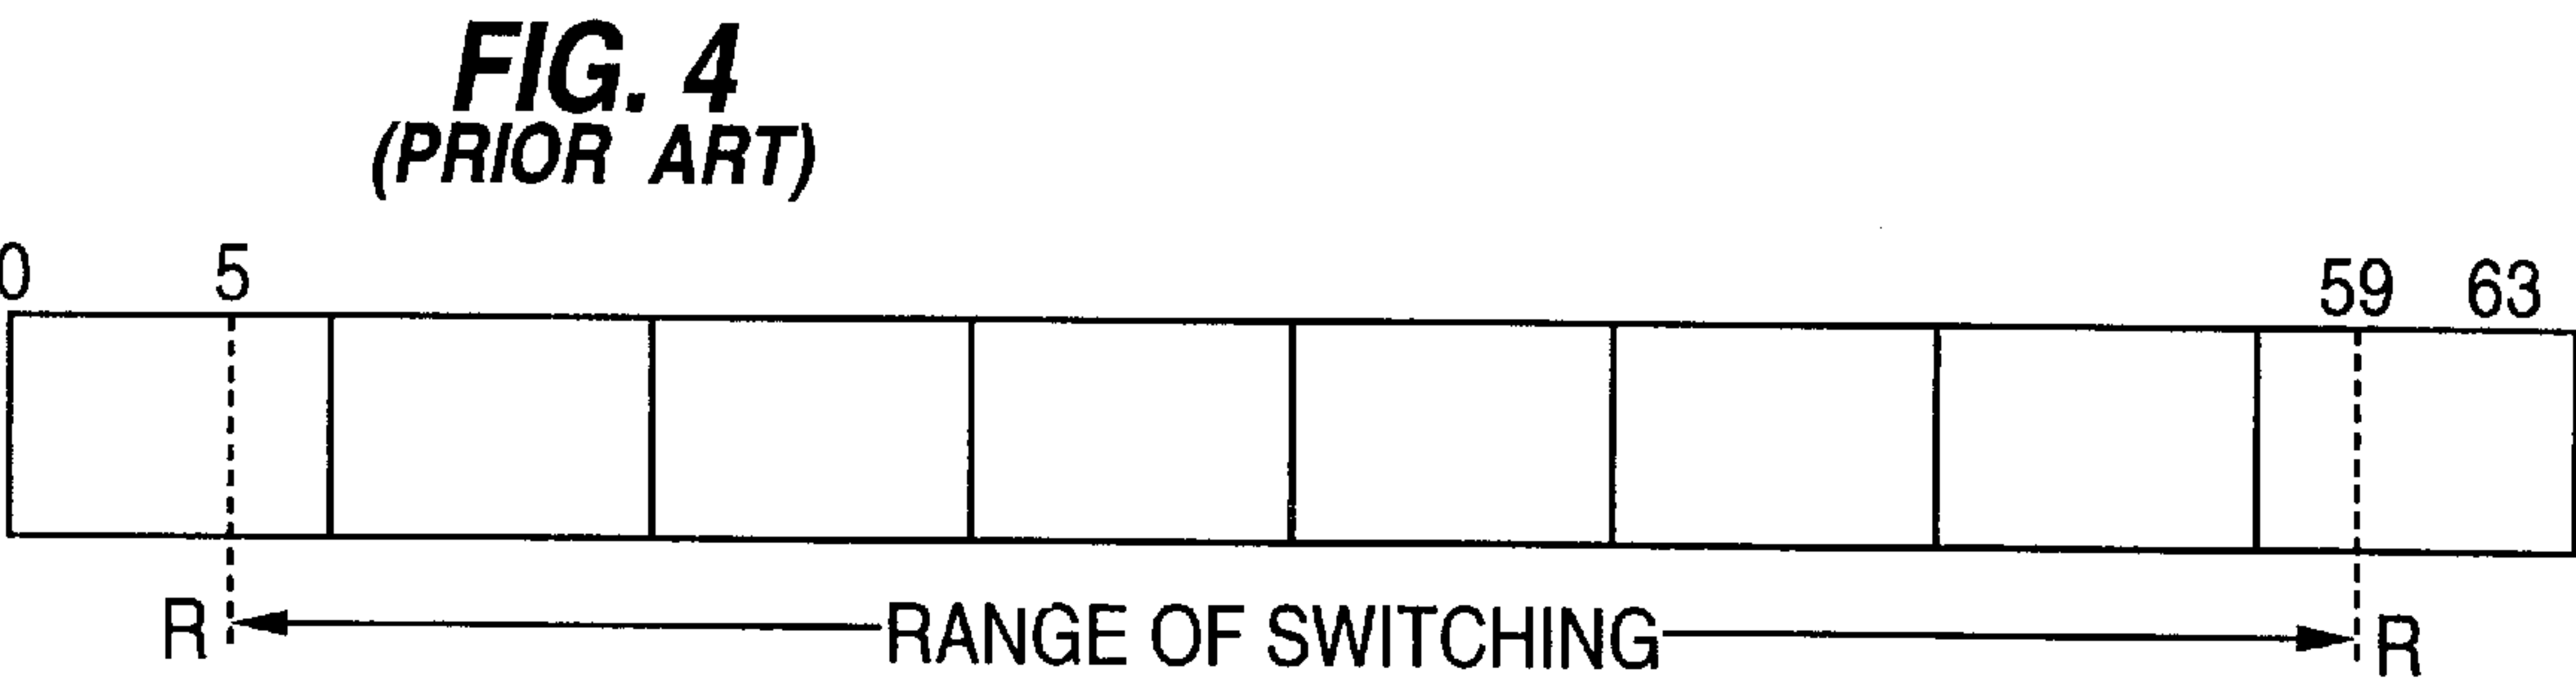 FIG. 4
(PRIOR ART)
0 5 59 63
R RANGE OF SWITCHING R